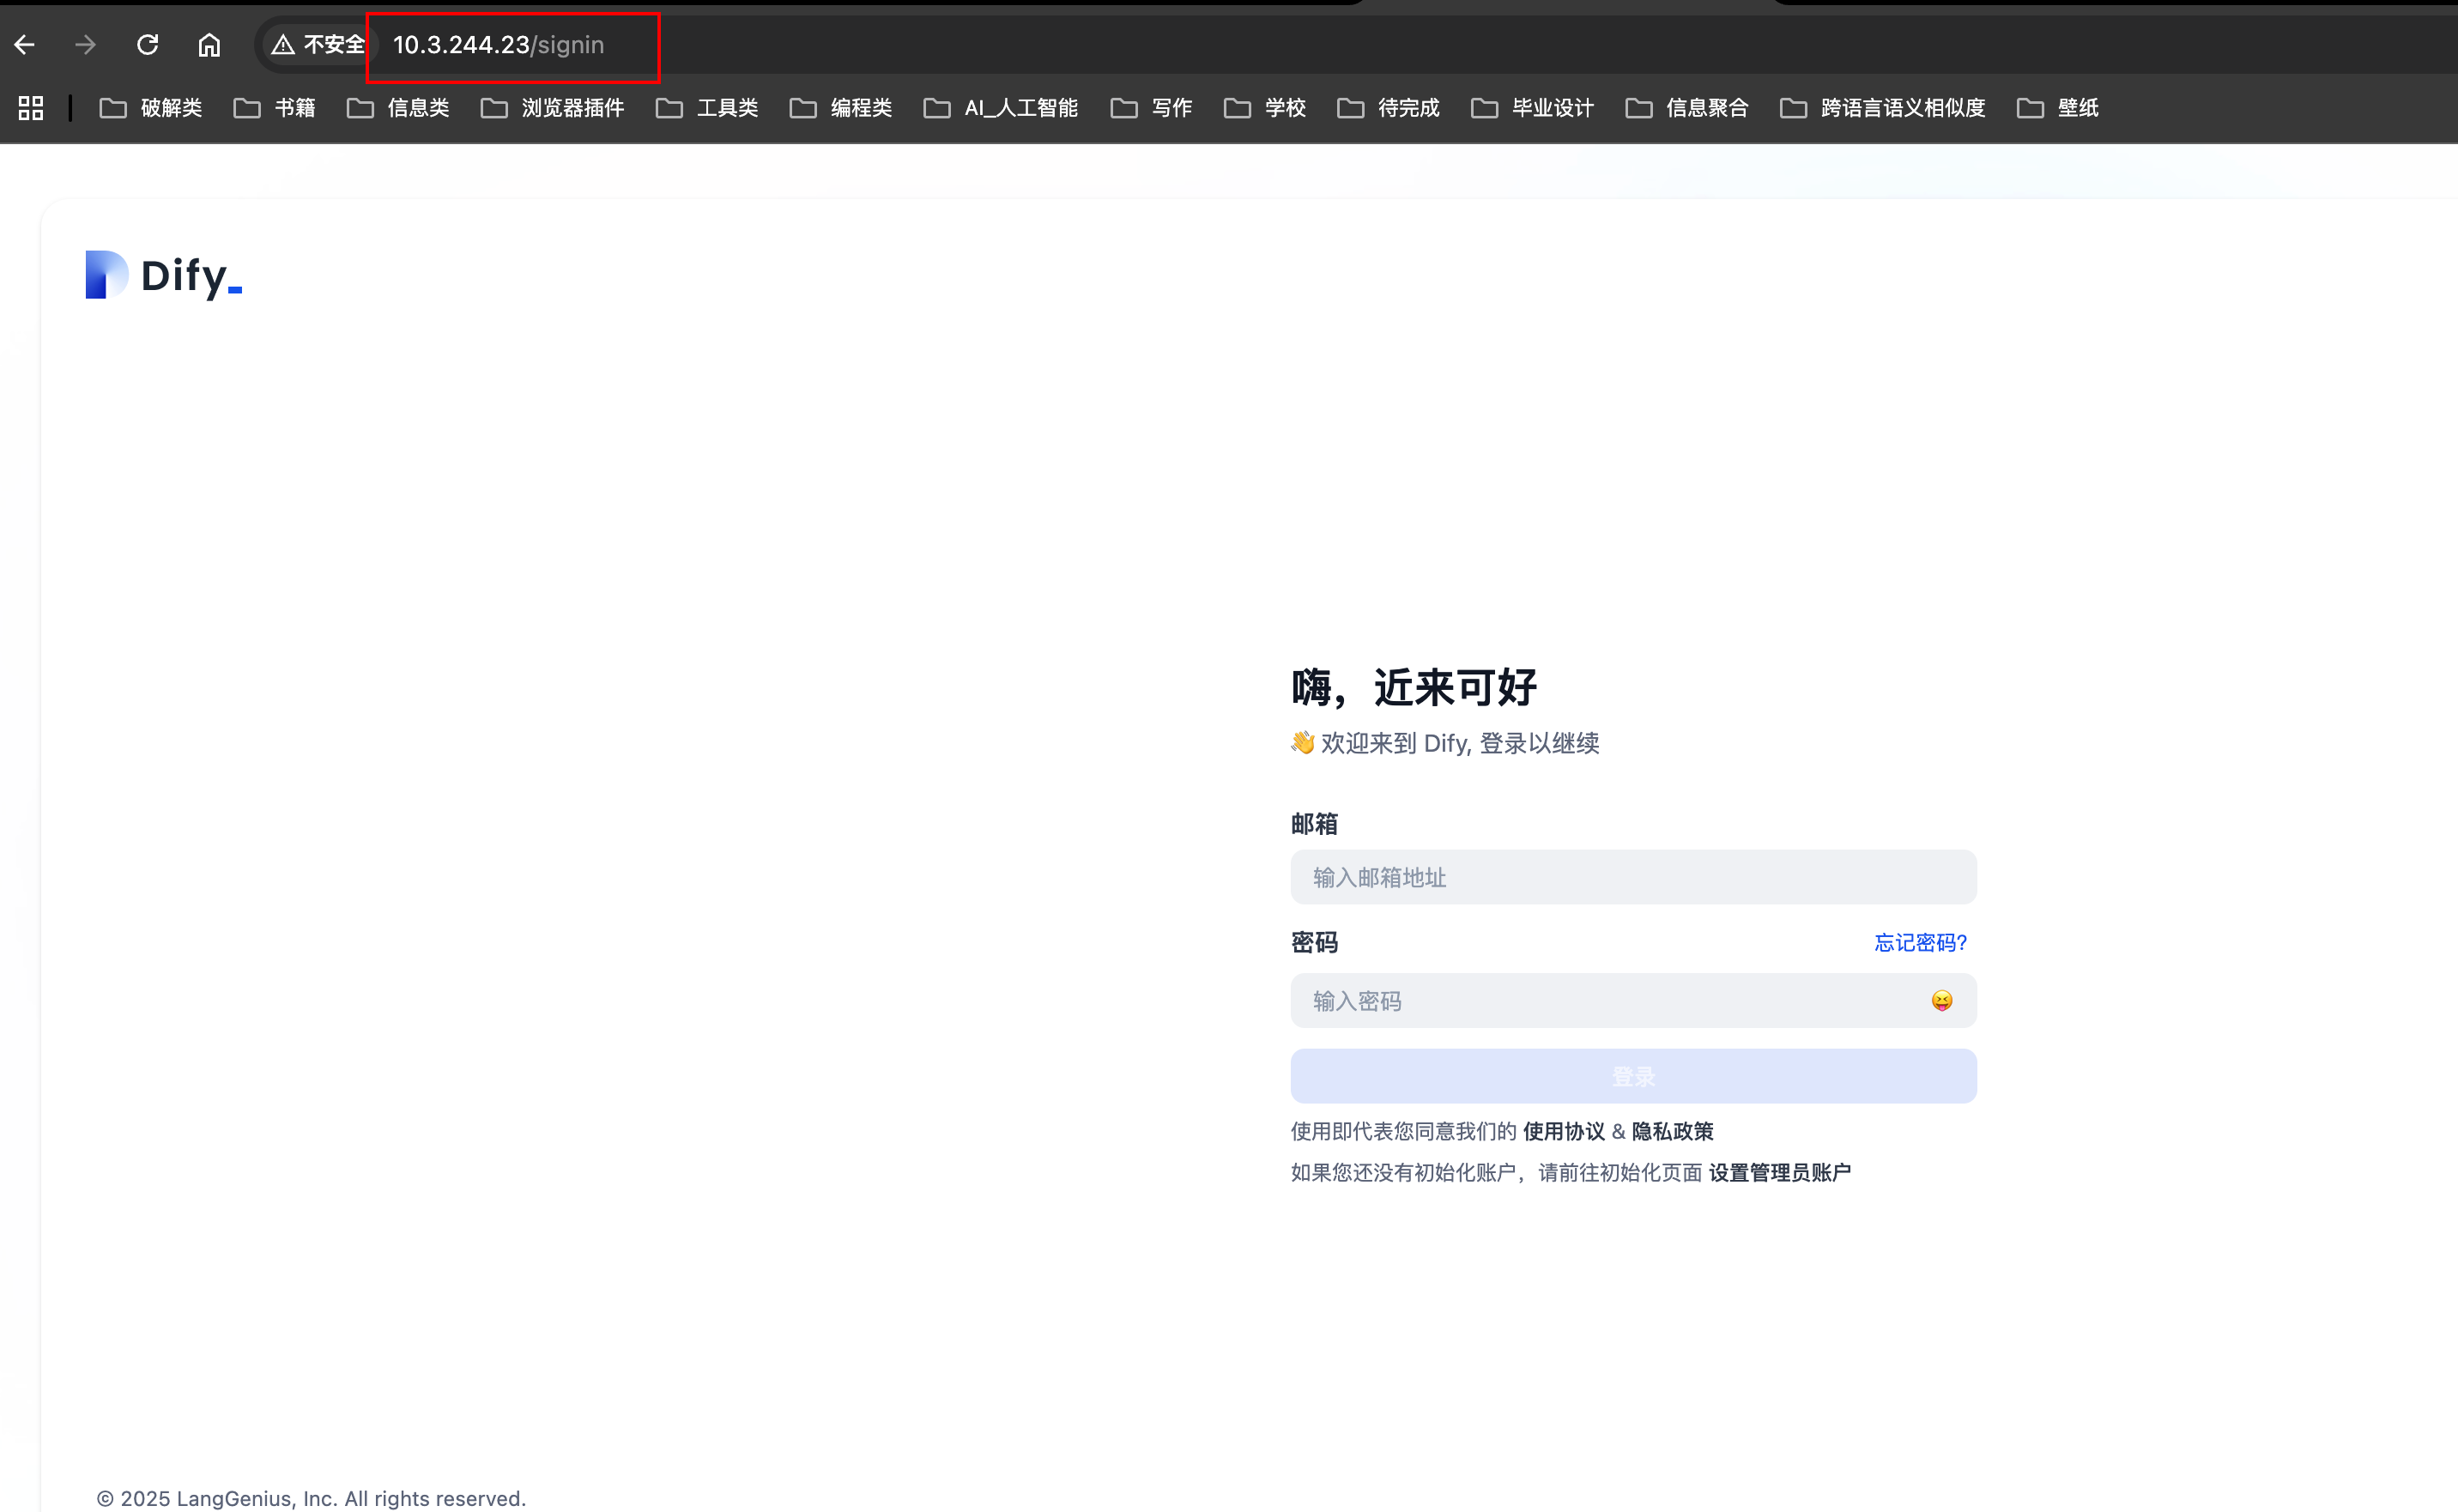 不安全 10.3.244.23/signin
破解类 书籍 信息类 浏览器插件 工具类 编程类 AI_人工智能 写作 学校 待完成 毕业设计 信息聚合 跨语言语义相似度 壁纸
Dify_
嗨，近来可好
👋 欢迎来到 Dify, 登录以继续
邮箱
输入邮箱地址
密码 忘记密码?
输入密码 😝
登录
使用即代表您同意我们的 使用协议 & 隐私政策
如果您还没有初始化账户，请前往初始化页面 设置管理员账户
© 2025 LangGenius, Inc. All rights reserved.